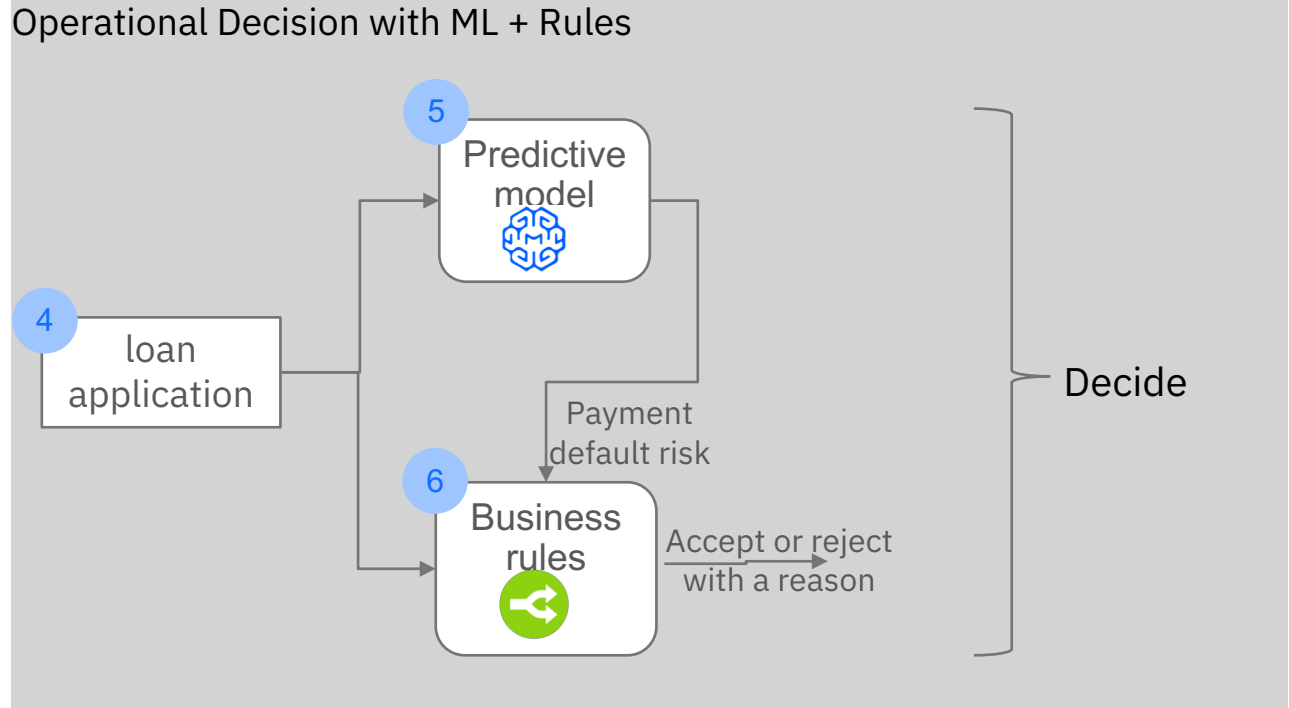 Operational Decision with ML + Rules
5
Predictive
model
M
4
loan
application
Decide
Payment
default risk
6
Business
rules
Accept or reject
with a reason